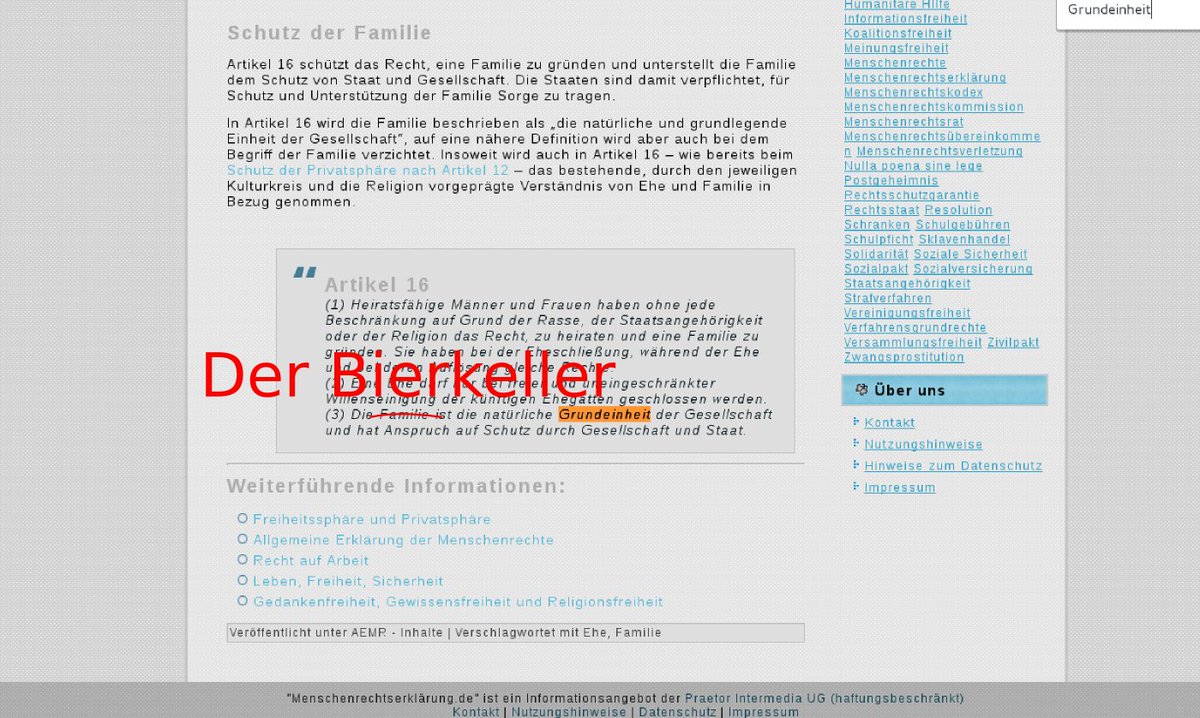 Grundeinheit
Schutz der Familie
Artikel 16 schützt das Recht, eine Familie zu gründen und unterstellt die Familie
dem Schutz von Staat und Gesellschaft. Die Staaten sind damit verpflichtet, für
Schutz und Unterstützung der Familie Sorge zu tragen.
In Artikel 16 wird die Familie beschrieben als „die natürliche und grundlegende
Einheit der Gesellschaft“, auf eine nähere Definition wird aber auch bei dem
Begriff der Familie verzichtet. Insoweit wird auch in Artikel 16 – wie bereits beim
Schutz der Privatsphäre nach Artikel 12 – das bestehende, durch den jeweiligen
Kulturkreis und die Religion vorgeprägte Verständnis von Ehe und Familie in
Bezug genommen.
“
Artikel 16
(1) Heiratsfähige Männer und Frauen haben ohne jede
Beschränkung auf Grund der Rasse, der Staatsangehörigkeit
oder der Religion das Recht, zu heiraten und eine Familie zu
gründen. Sie haben bei der Eheschließung, während der Ehe
und bei deren Auflösung gleiche Rechte.
(2) Eine Ehe darf nur bei freier und uneingeschränkter
Willenseinigung der künftigen Ehegatten geschlossen werden.
(3) Die Familie ist die natürliche Grundeinheit der Gesellschaft
und hat Anspruch auf Schutz durch Gesellschaft und Staat.
Der Bierkeller
Weiterführende Informationen:
Freiheitssphäre und Privatsphäre
Allgemeine Erklärung der Menschenrechte
Recht auf Arbeit
Leben, Freiheit, Sicherheit
Gedankenfreiheit, Gewissensfreiheit und Religionsfreiheit
Veröffentlicht unter AEMR - Inhalte | Verschlagwortet mit Ehe, Familie
Humanitäre Hilfe
Informationsfreiheit
Koalitionsfreiheit
Meinungsfreiheit
Menschenrechte
Menschenrechtserklärung
Menschenrechtskodex
Menschenrechtskommission
Menschenrechtsrat
Menschenrechtsübereinkomme
n Menschenrechtsverletzung
Nulla poena sine lege
Postgeheimnis
Rechtsschutzgarantie
Rechtsstaat Resolution
Schranken Schulgebühren
Schulpflicht Sklavenhandel
Solidarität Soziale Sicherheit
Sozialpakt Sozialversicherung
Staatsangehörigkeit
Strafverfahren
Vereinigungsfreiheit
Verfahrensgrundrechte
Versammlungsfreiheit Zivilpakt
Zwangsprostitution
Über uns
Kontakt
Nutzungshinweise
Hinweise zum Datenschutz
Impressum
"Menschenrechtserklärung.de" ist ein Informationsangebot der Praetor Intermedia UG (haftungsbeschränkt)
Kontakt | Nutzungshinweise | Datenschutz | Impressum